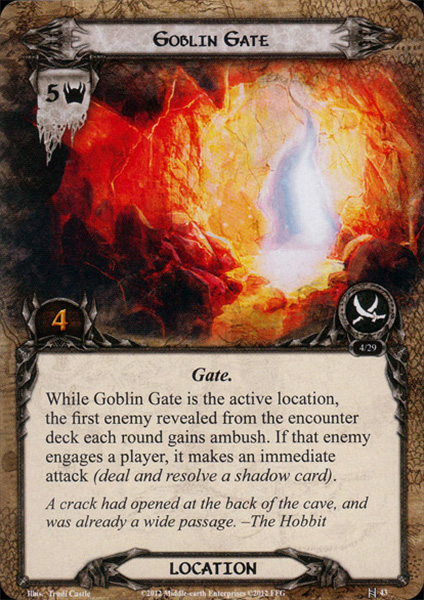 GOBLIN GATE
5
4
4/29
Gate.
While Goblin Gate is the active location,
the first enemy revealed from the encounter
deck each round gains ambush. If that enemy
engages a player, it makes an immediate
attack (deal and resolve a shadow card).
A crack had opened at the back of the cave, and
was already a wide passage. –The Hobbit
LOCATION
Illus. Trudi Castle
©2012 Middle-earth Enterprises ©2012 FFG
43